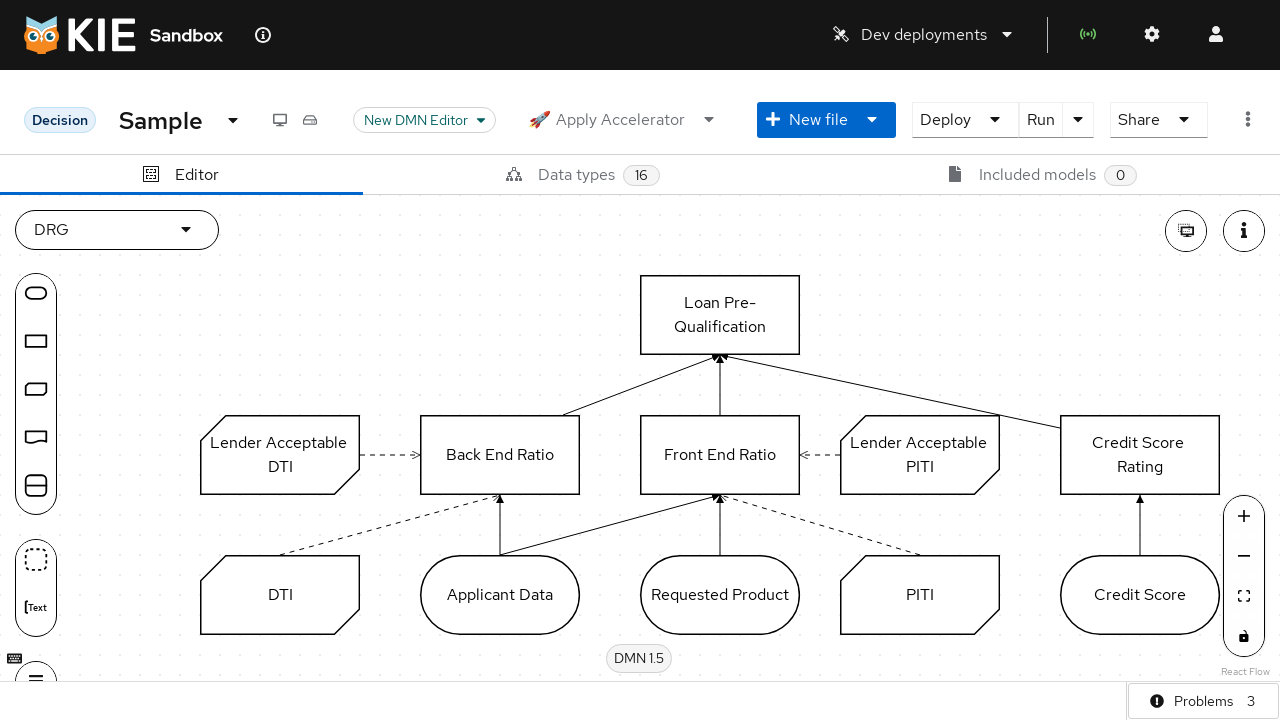 KIE Sandbox
Dev deployments
Decision
Sample
New DMN Editor
🚀 Apply Accelerator
New file
Deploy
Run
Share
Editor
Data types 16
Included models 0
DRG
Loan Pre-
Qualification
Lender Acceptable
DTI
Back End Ratio
Front End Ratio
Lender Acceptable
PITI
Credit Score
Rating
DTI
Applicant Data
Requested Product
PITI
Credit Score
Text
DMN 1.5
React Flow
Problems 3